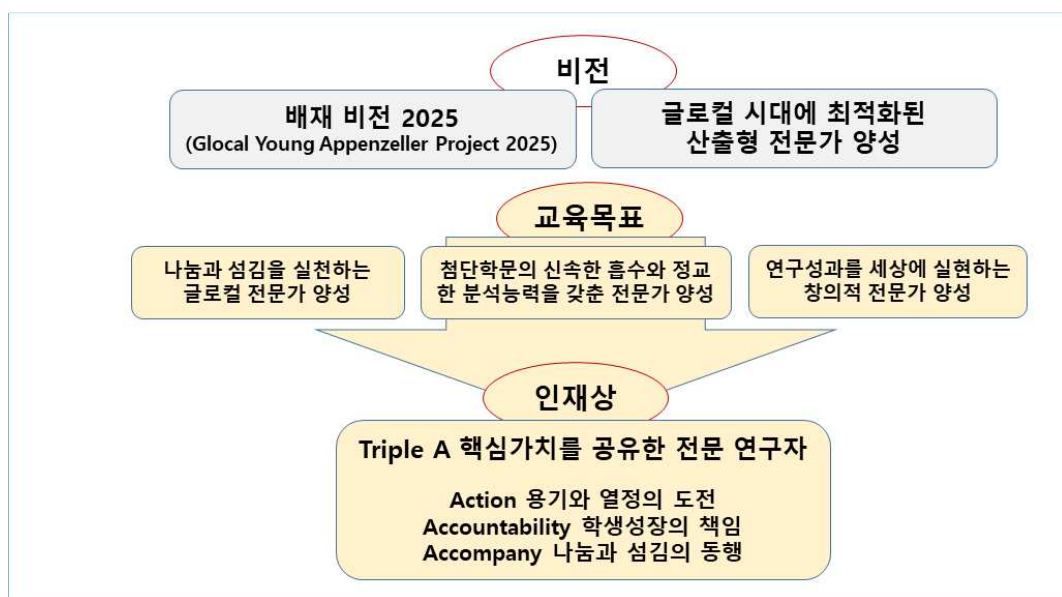 비전
배재 비전 2025
(Glocal Young Appenzeller Project 2025)
글로컬 시대에 최적화된
산출형 전문가 양성
교육목표
나눔과 섬김을 실천하는
글로컬 전문가 양성
첨단학문의 신속한 흡수와 정교
한 분석능력을 갖춘 전문가 양성
연구성과를 세상에 실현하는
창의적 전문가 양성
인재상
Triple A 핵심가치를 공유한 전문 연구자
Action 용기와 열정의 도전
Accountability 학생성장의 책임
Accompany 나눔과 섬김의 동행